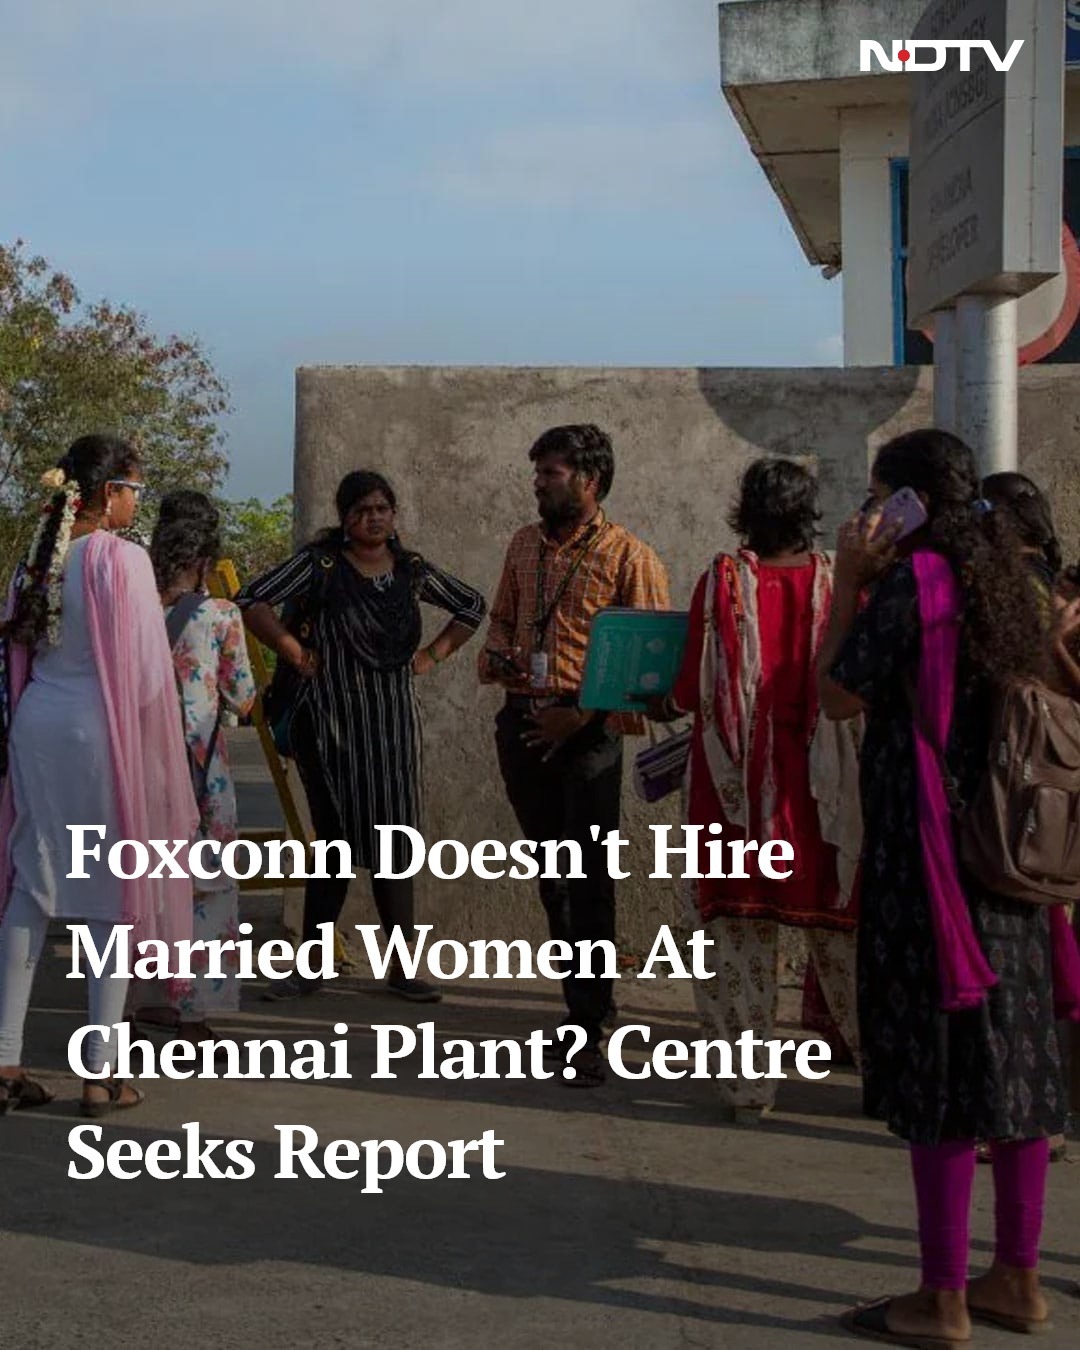 NDTV
Foxconn Doesn't Hire
Married Women At
Chennai Plant? Centre
Seeks Report